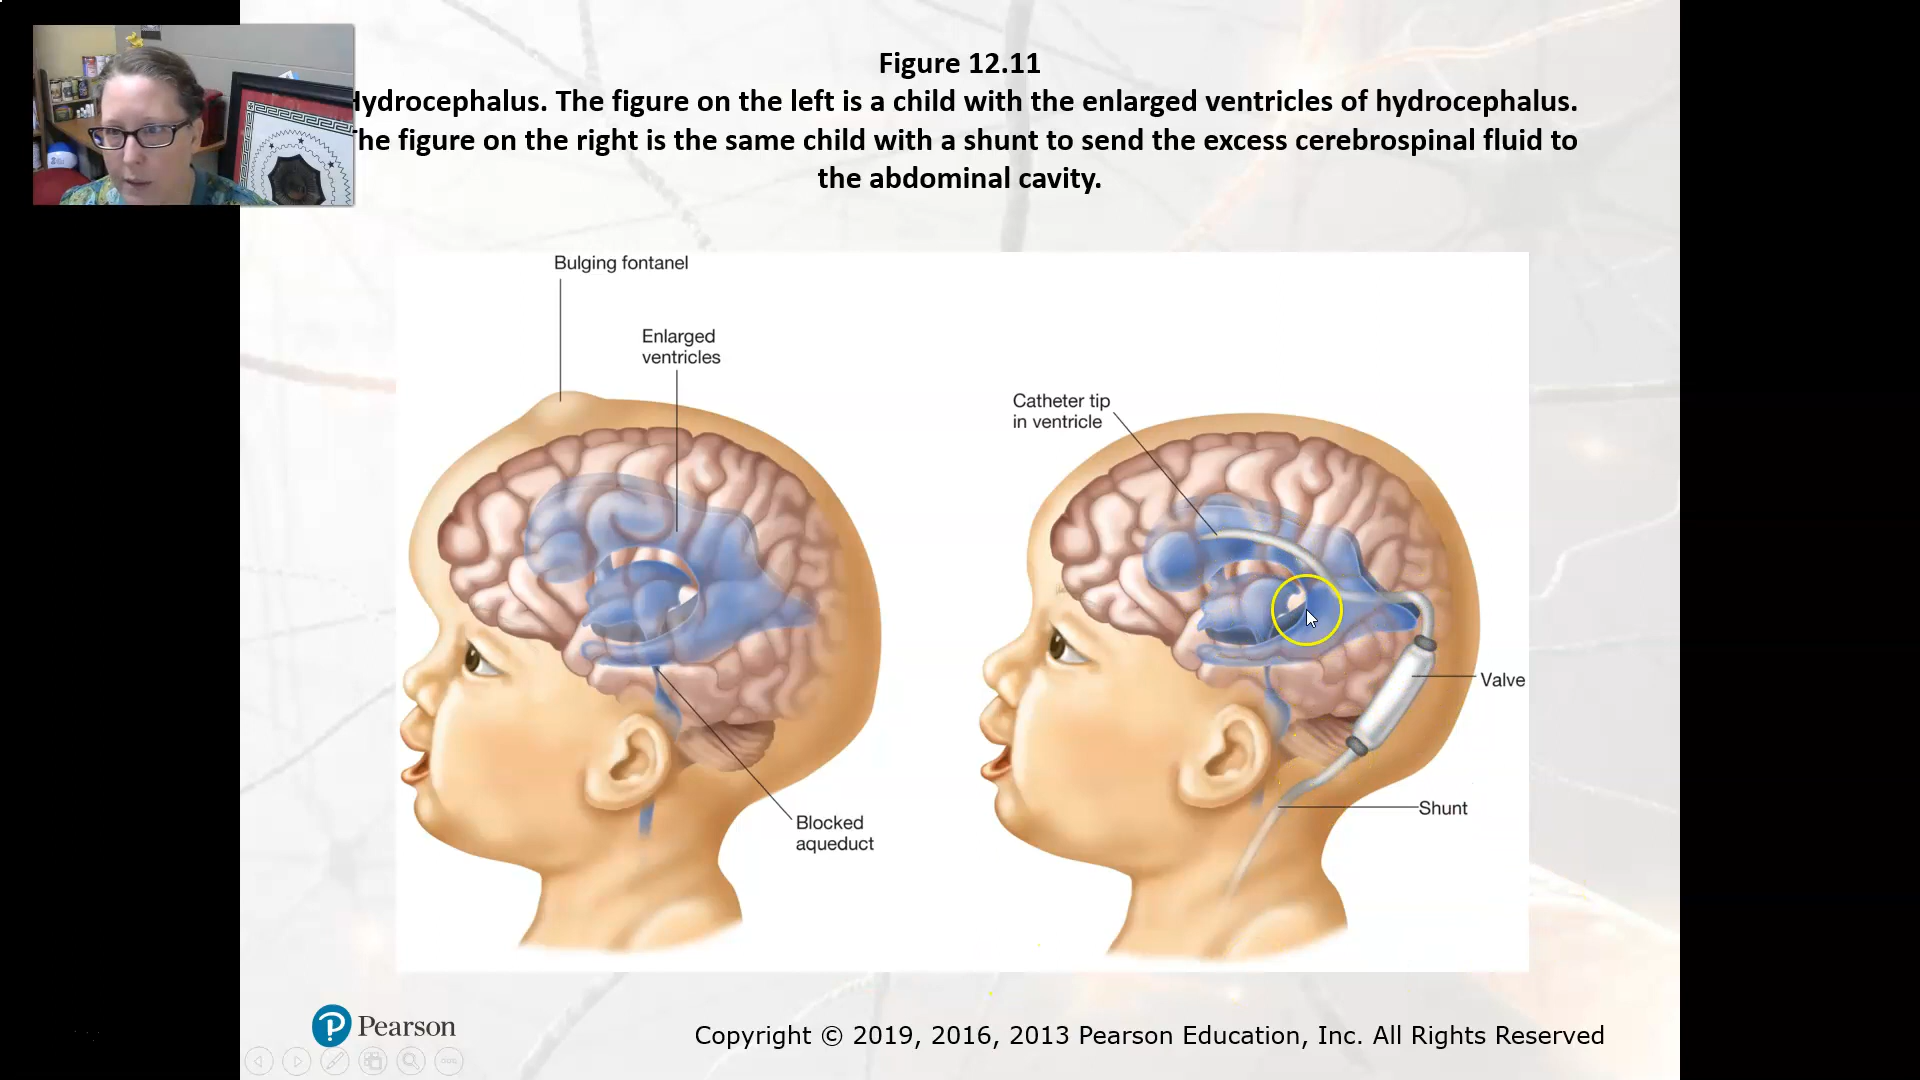 Figure 12.11
Hydrocephalus. The figure on the left is a child with the enlarged ventricles of hydrocephalus.
he figure on the right is the same child with a shunt to send the excess cerebrospinal fluid to
the abdominal cavity.
Bulging fontanel
Enlarged
ventricles
Catheter tip
in ventricle
Valve
Shunt
Blocked
aqueduct
Pearson
Copyright © 2019, 2016, 2013 Pearson Education, Inc. All Rights Reserved